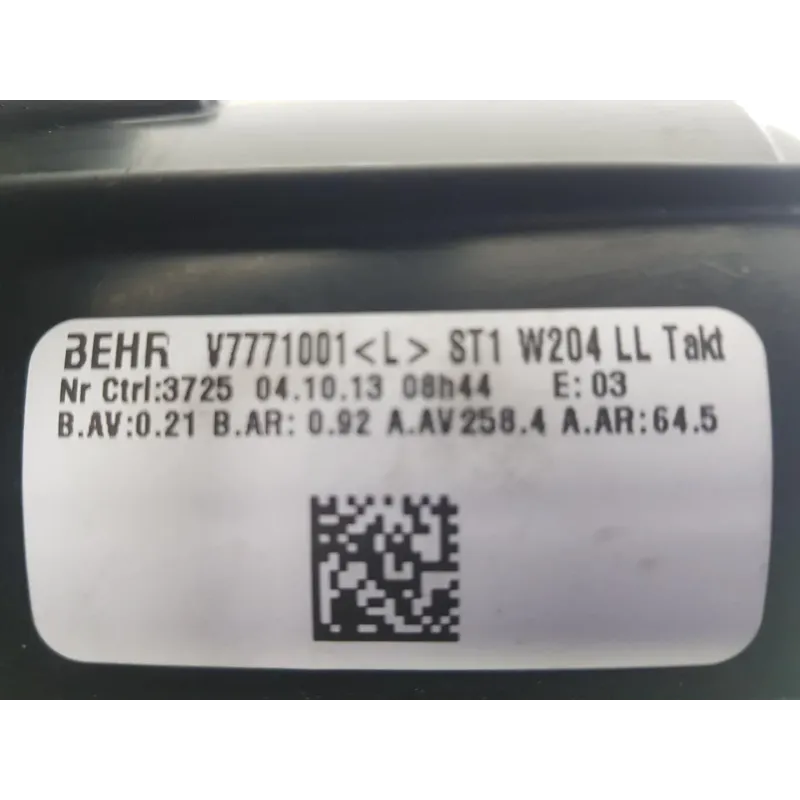 BEHR V7771001<L> ST1 W204 LL Takt
Nr Ctrl:3725 04.10.13 08h44 E: 03
B.AV:0.21 B.AR: 0.92 A.AV258.4 A.AR:64.5